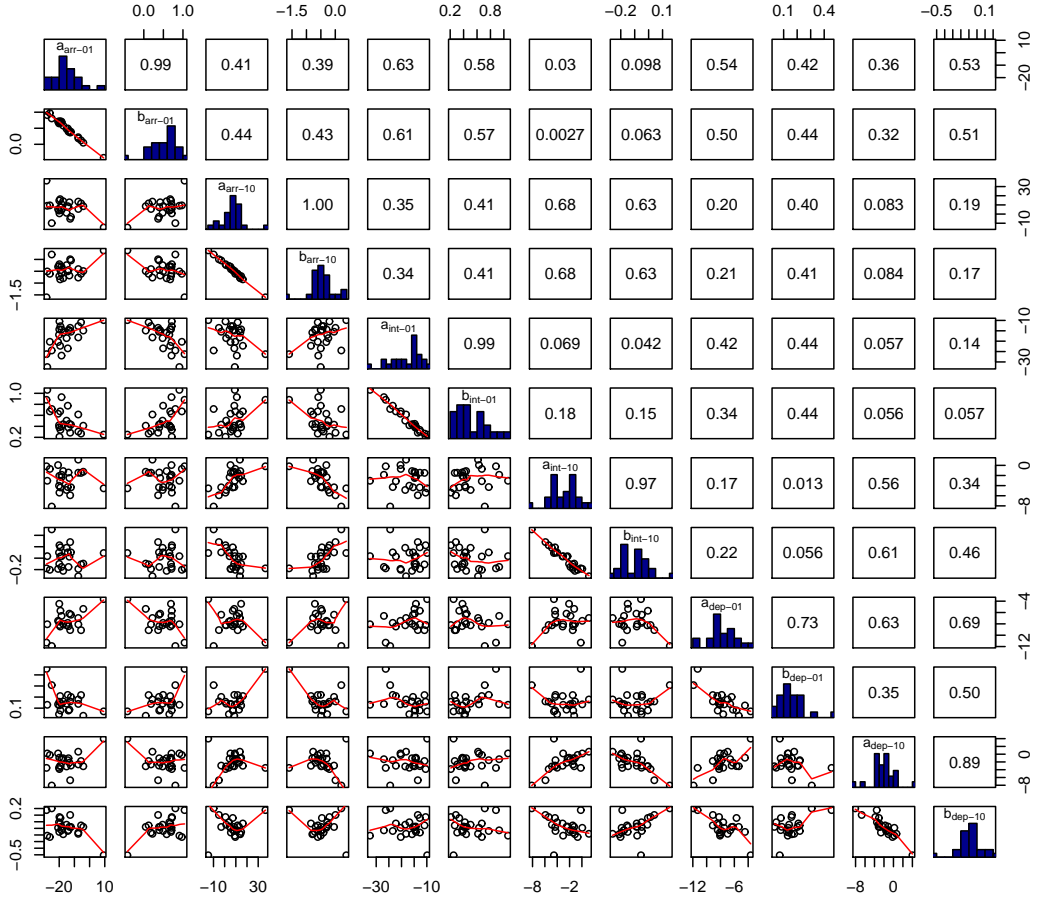 0.0 1.0 −1.5 0.0 0.2 0.8 −0.2 0.1 0.1 0.4 −0.5 0.1
a_arr−01 0.99 0.41 0.39 0.63 0.58 0.03 0.098 0.54 0.42 0.36 0.53 −20 10
0.0 b_arr−01 0.44 0.43 0.61 0.57 0.0027 0.063 0.50 0.44 0.32 0.51
a_arr−10 1.00 0.35 0.41 0.68 0.63 0.20 0.40 0.083 0.19 −10 30
−1.5 b_arr−10 0.34 0.41 0.68 0.63 0.21 0.41 0.084 0.17
a_int−01 0.99 0.069 0.042 0.42 0.44 0.057 0.14 −30 −10
0.2 1.0 b_int−01 0.18 0.15 0.34 0.44 0.056 0.057
a_int−10 0.97 0.17 0.013 0.56 0.34 −8 0
−0.2 b_int−10 0.22 0.056 0.61 0.46
a_dep−01 0.73 0.63 0.69 −12 −4
0.1 b_dep−01 0.35 0.50
a_dep−10 0.89 −8 0
−0.5 0.2 b_dep−10
−20 10 −10 30 −30 −10 −8 −2 −12 −6 −8 0